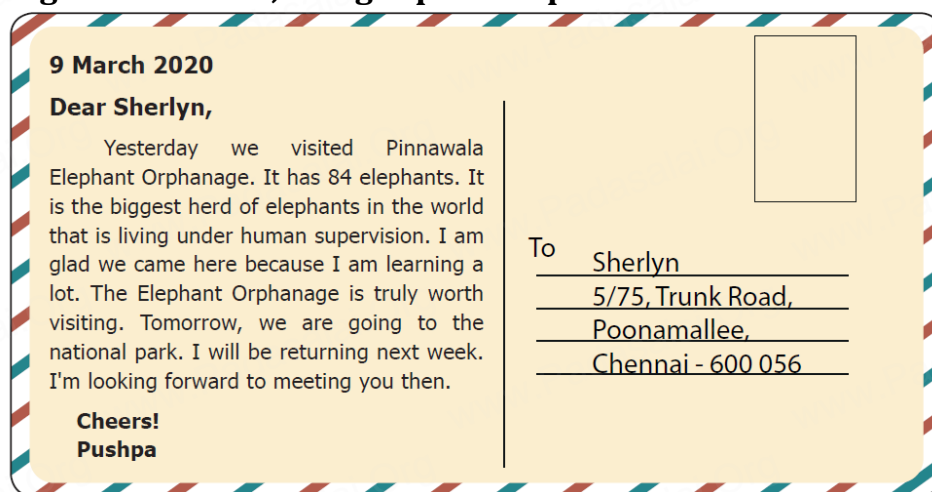 9 March 2020
Dear Sherlyn,
Yesterday we visited Pinnawala
Elephant Orphanage. It has 84 elephants. It
is the biggest herd of elephants in the world
that is living under human supervision. I am
glad we came here because I am learning a
lot. The Elephant Orphanage is truly worth
visiting. Tomorrow, we are going to the
national park. I will be returning next week.
I'm looking forward to meeting you then.
Cheers!
Pushpa
To
Sherlyn
5/75, Trunk Road,
Poonamallee,
Chennai - 600 056